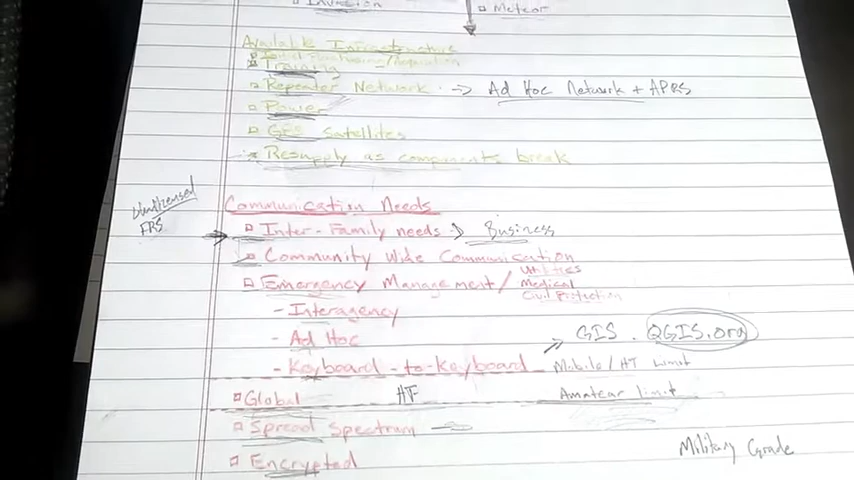 Invasion
Meteor
Available Infrastructure
Training
Repeater Network → Ad Hoc Network + APRS
Power
GPS Satellites
Resupply as components break
Unlicensed
FRS
Communication Needs
Inter-Family needs → Business
Community Wide Communication
Emergency Management / Utilities
Medical
Civil Protection
- Interagency
- Ad Hoc
GIS. QGIS.org
- Keyboard-to-Keyboard
Mobile/HT limit
Global HT Amateur limit
Spread Spectrum
Encrypted
Military Grade